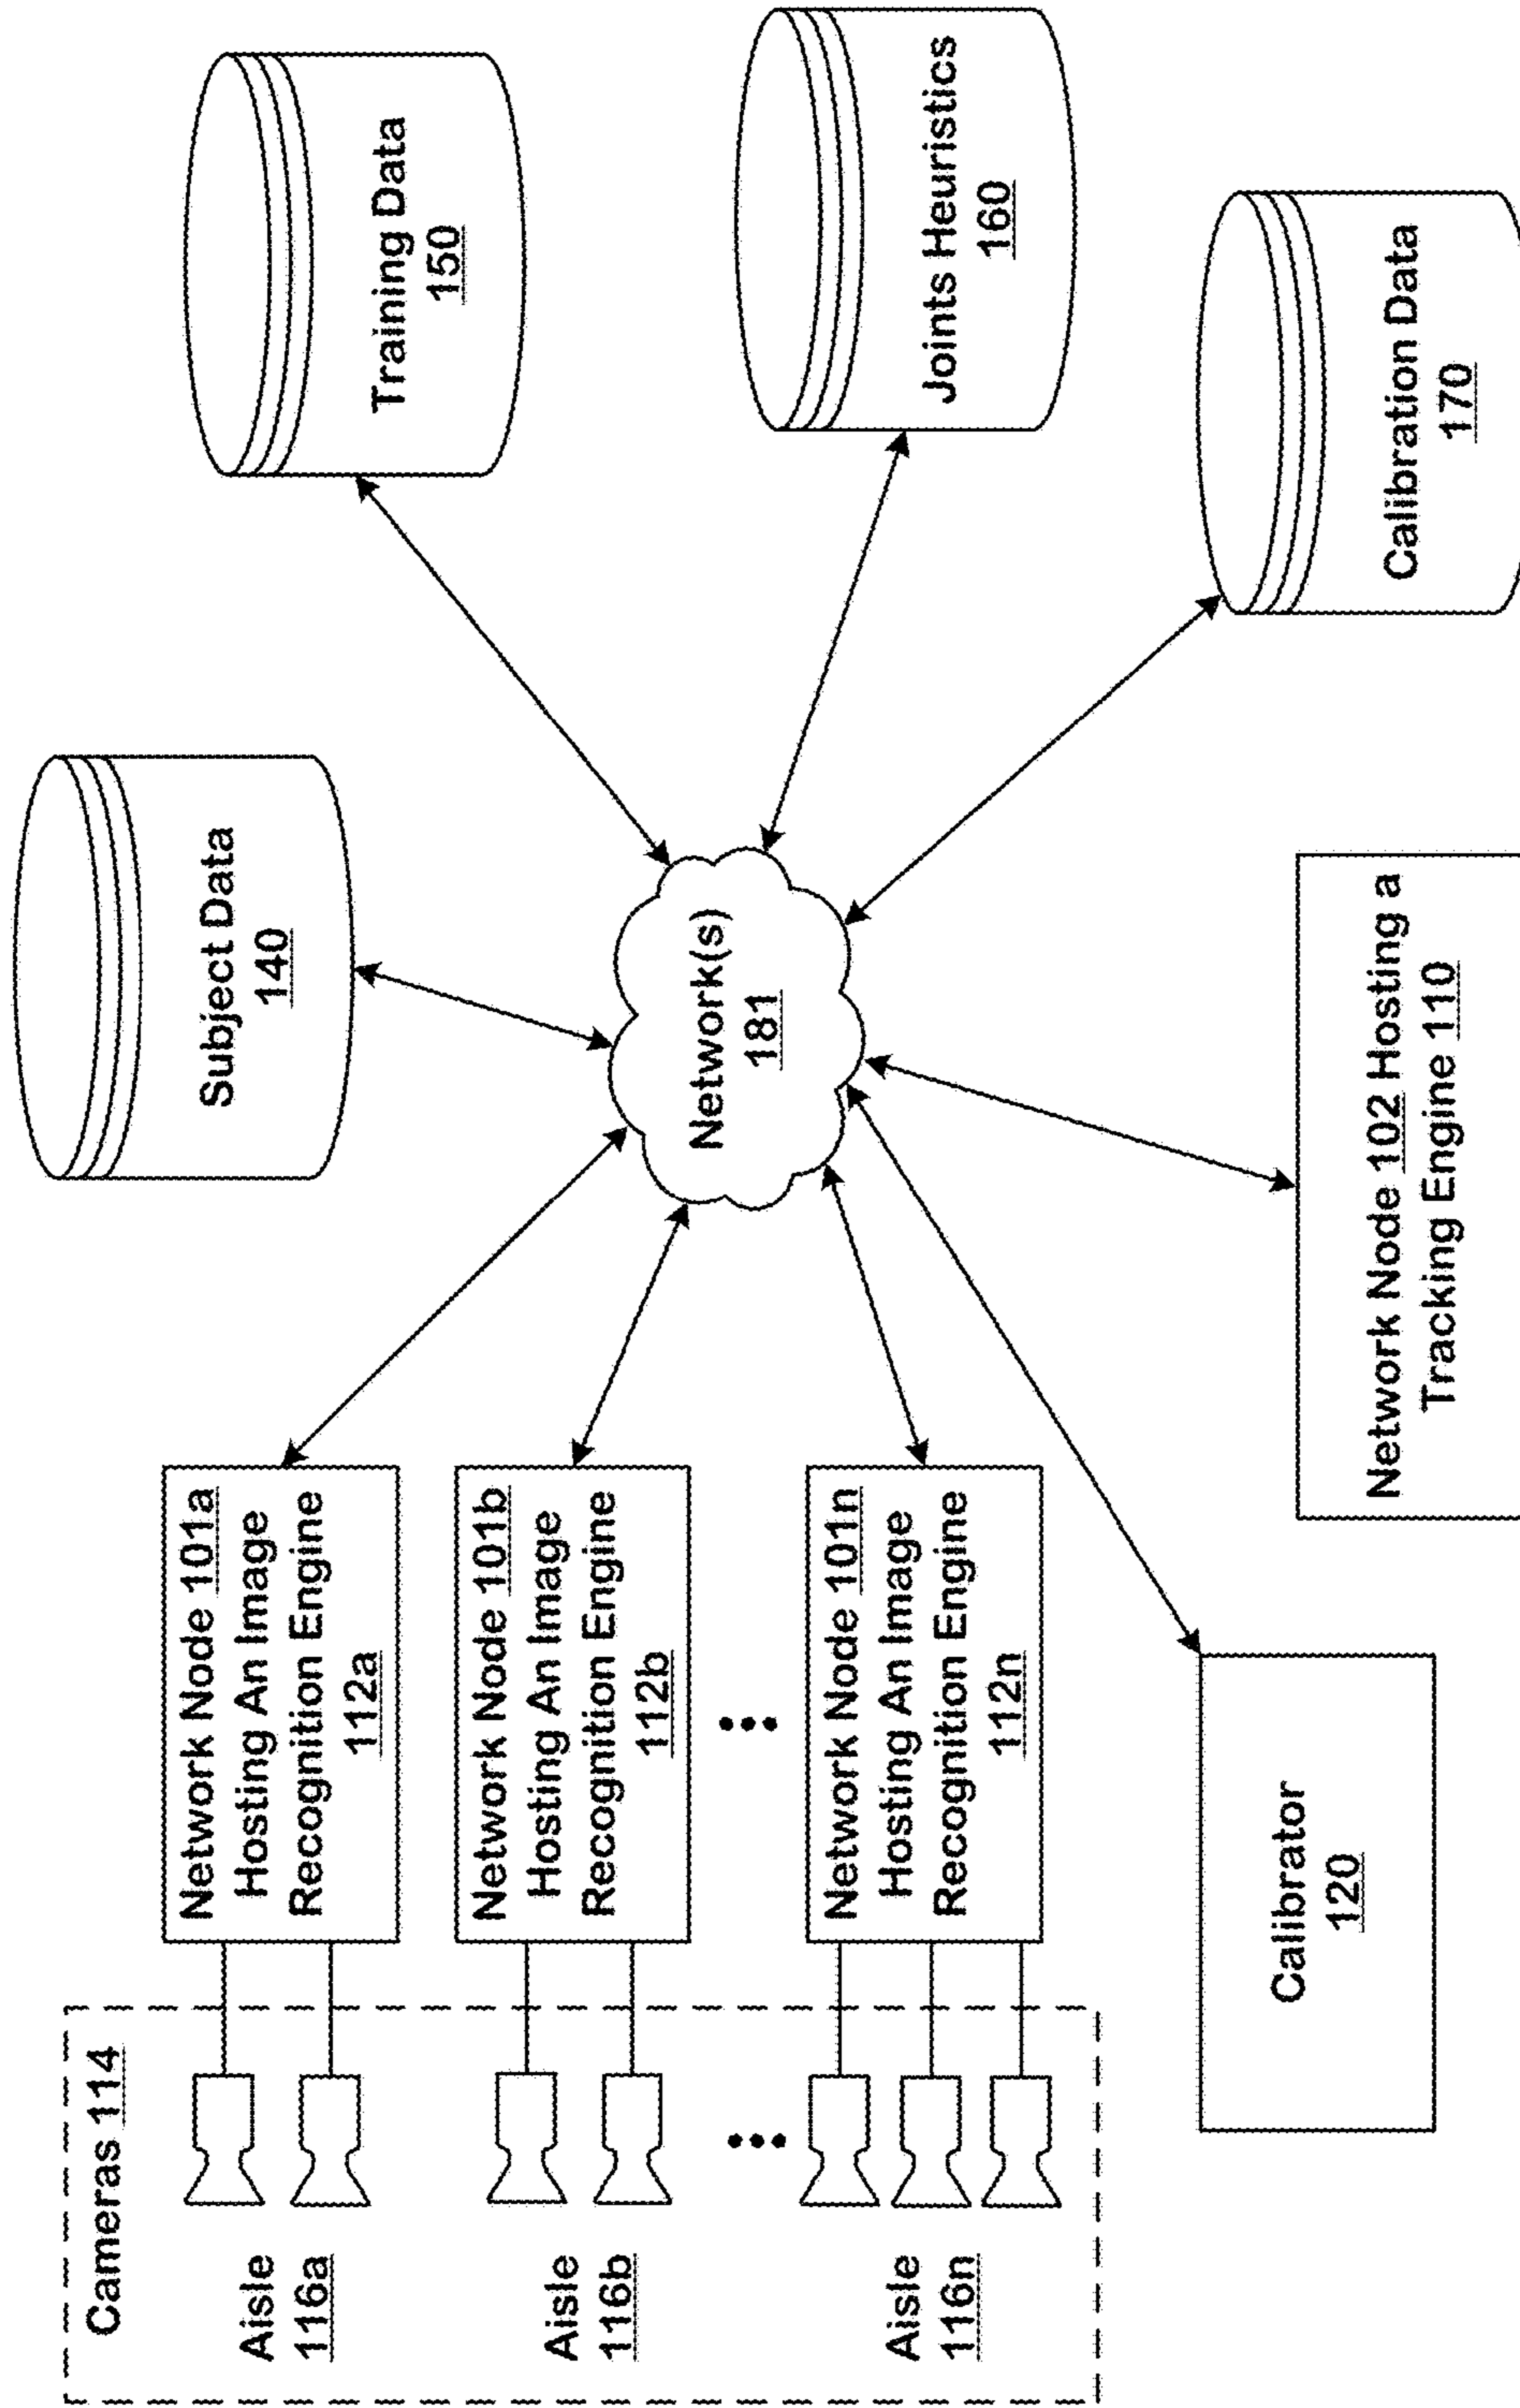 Cameras 114
Aisle
116a
Aisle
116b
Aisle
116n
Network Node 101a
Hosting An Image
Recognition Engine
112a
Network Node 101b
Hosting An Image
Recognition Engine
112b
Network Node 101n
Hosting An Image
Recognition Engine
112n
Calibrator
120
Network Node 102 Hosting a
Tracking Engine 110
Network(s)
181
Subject Data
140
Training Data
150
Joints Heuristics
160
Calibration Data
170